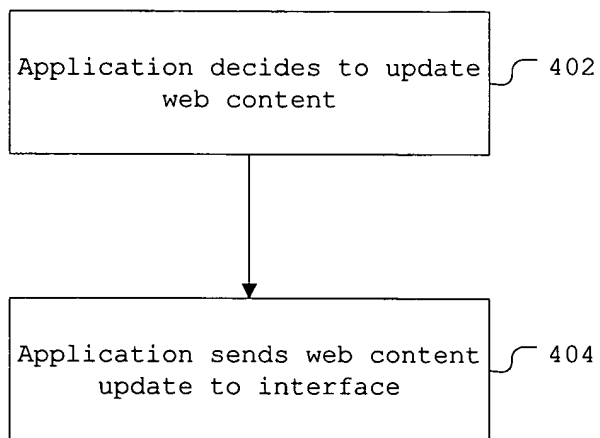 Application decides to update
web content
402
Application sends web content
update to interface
404